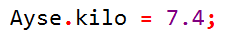 Ayse.kilo = 7.4;